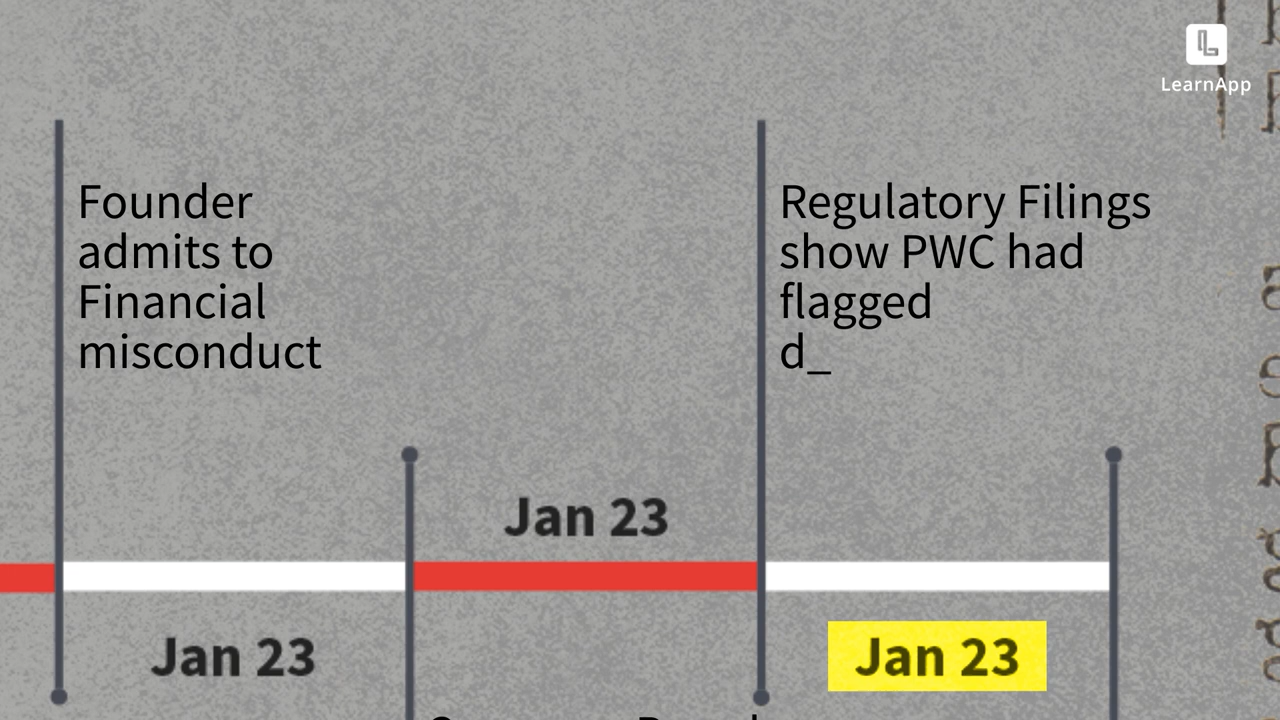 LearnApp
Founder
admits to
Financial
misconduct
Regulatory Filings
show PWC had
flagged
d_
Jan 23
Jan 23
Jan 23